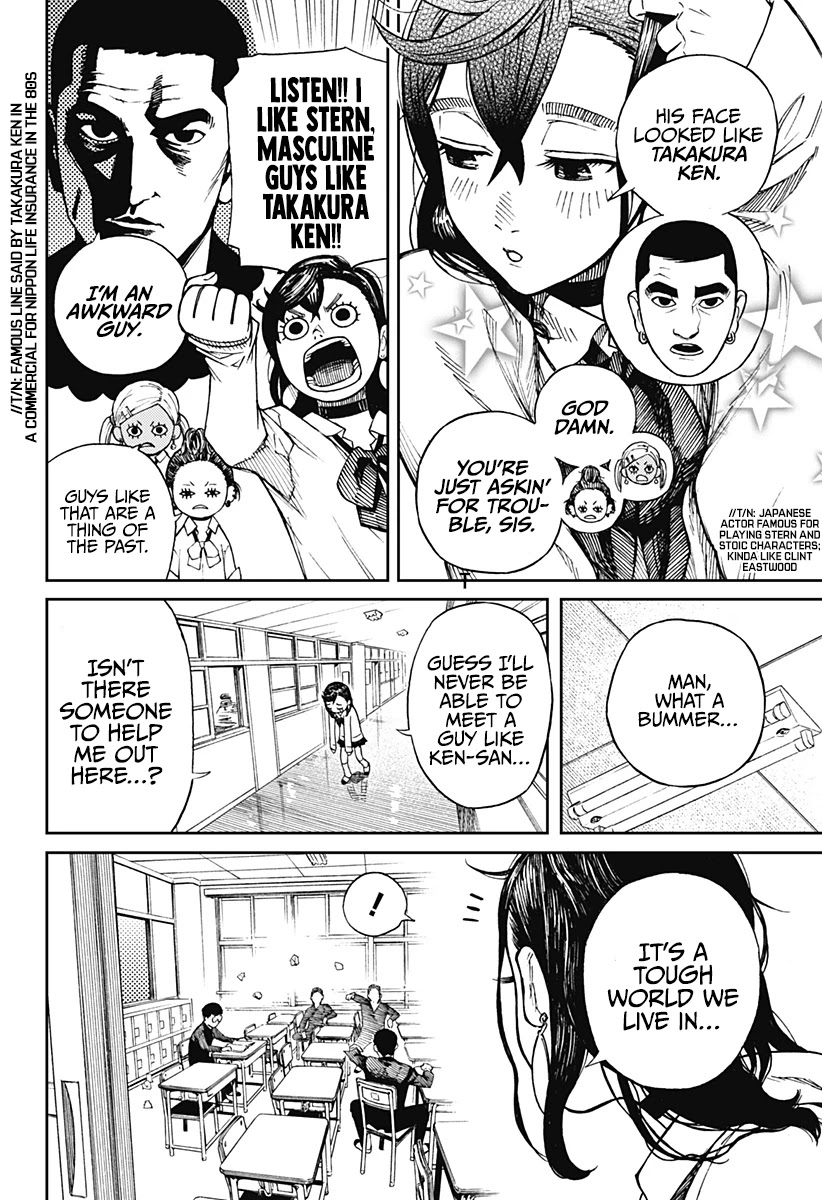 HIS FACE
LOOKED LIKE
TAKAKURA
KEN.
GOD
DAMN.
YOU'RE
JUST ASKIN'
FOR TROU-
BLE, SIS.
//T/N: JAPANESE
ACTOR FAMOUS FOR
PLAYING STERN AND
STOIC CHARACTERS;
KINDA LIKE CLINT
EASTWOOD
T
LISTEN!! I
LIKE STERN,
MASCULINE
GUYS LIKE
TAKAKURA
KEN!!
I'M AN
AWKWARD
GUY.
GUYS LIKE
THAT ARE A
THING OF
THE PAST.
//T/N: FAMOUS LINE SAID BY TAKAKURA KEN IN
A COMMERCIAL FOR NIPPON LIFE INSURANCE IN THE 80S
MAN,
WHAT A
BUMMER...
GUESS I'LL
NEVER BE
ABLE TO
MEET A
GUY LIKE
KEN-SAN...
ISN'T
THERE
SOMEONE
TO HELP
ME OUT
HERE...?
IT'S A
TOUGH
WORLD WE
LIVE IN...
!